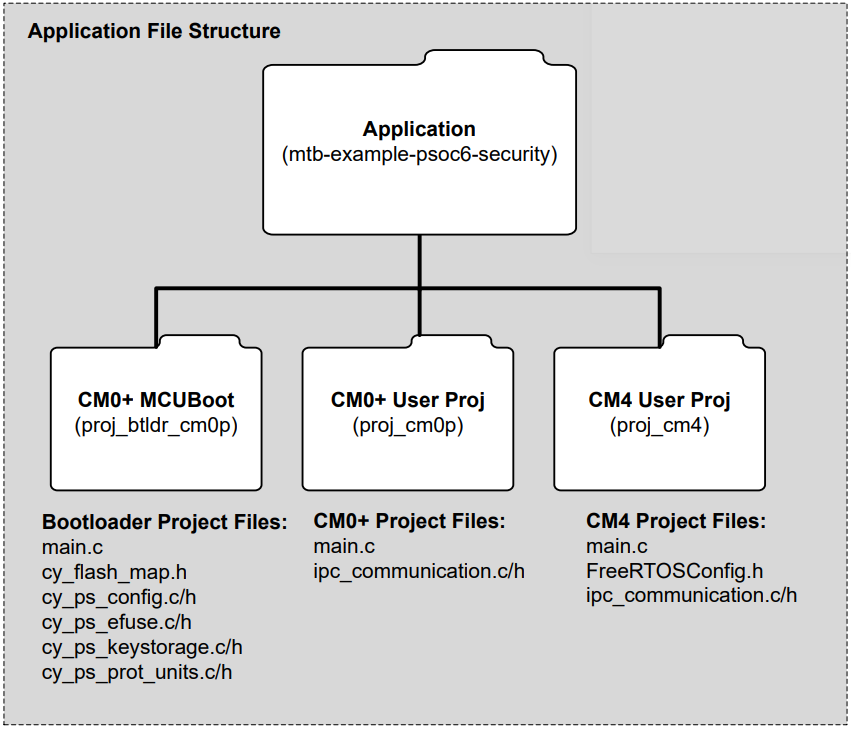 Application File Structure
Application
(mtb-example-psoc6-security)
CM0+ MCUBoot
(proj_btldr_cm0p)
CM0+ User Proj
(proj_cm0p)
CM4 User Proj
(proj_cm4)
Bootloader Project Files:
main.c
cy_flash_map.h
cy_ps_config.c/h
cy_ps_efuse.c/h
cy_ps_keystorage.c/h
cy_ps_prot_units.c/h
CM0+ Project Files:
main.c
ipc_communication.c/h
CM4 Project Files:
main.c
FreeRTOSConfig.h
ipc_communication.c/h